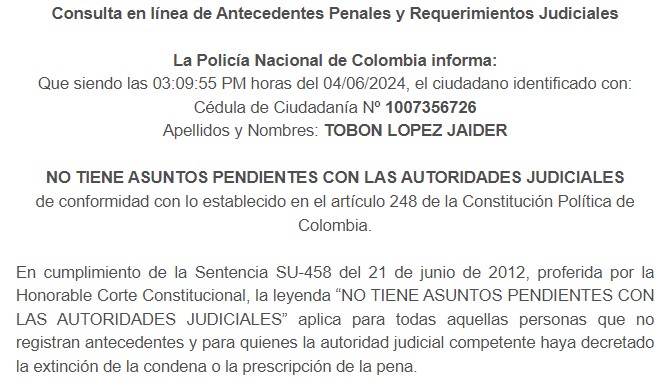 Consulta en línea de Antecedentes Penales y Requerimientos Judiciales
La Policía Nacional de Colombia informa:
Que siendo las 03:09:55 PM horas del 04/06/2024, el ciudadano identificado con:
Cédula de Ciudadanía Nº 1007356726
Apellidos y Nombres: TOBON LOPEZ JAIDER
NO TIENE ASUNTOS PENDIENTES CON LAS AUTORIDADES JUDICIALES
de conformidad con lo establecido en el artículo 248 de la Constitución Política de
Colombia.
En cumplimiento de la Sentencia SU-458 del 21 de junio de 2012, proferida por la
Honorable Corte Constitucional, la leyenda “NO TIENE ASUNTOS PENDIENTES CON
LAS AUTORIDADES JUDICIALES” aplica para todas aquellas personas que no
registran antecedentes y para quienes la autoridad judicial competente haya decretado
la extinción de la condena o la prescripción de la pena.